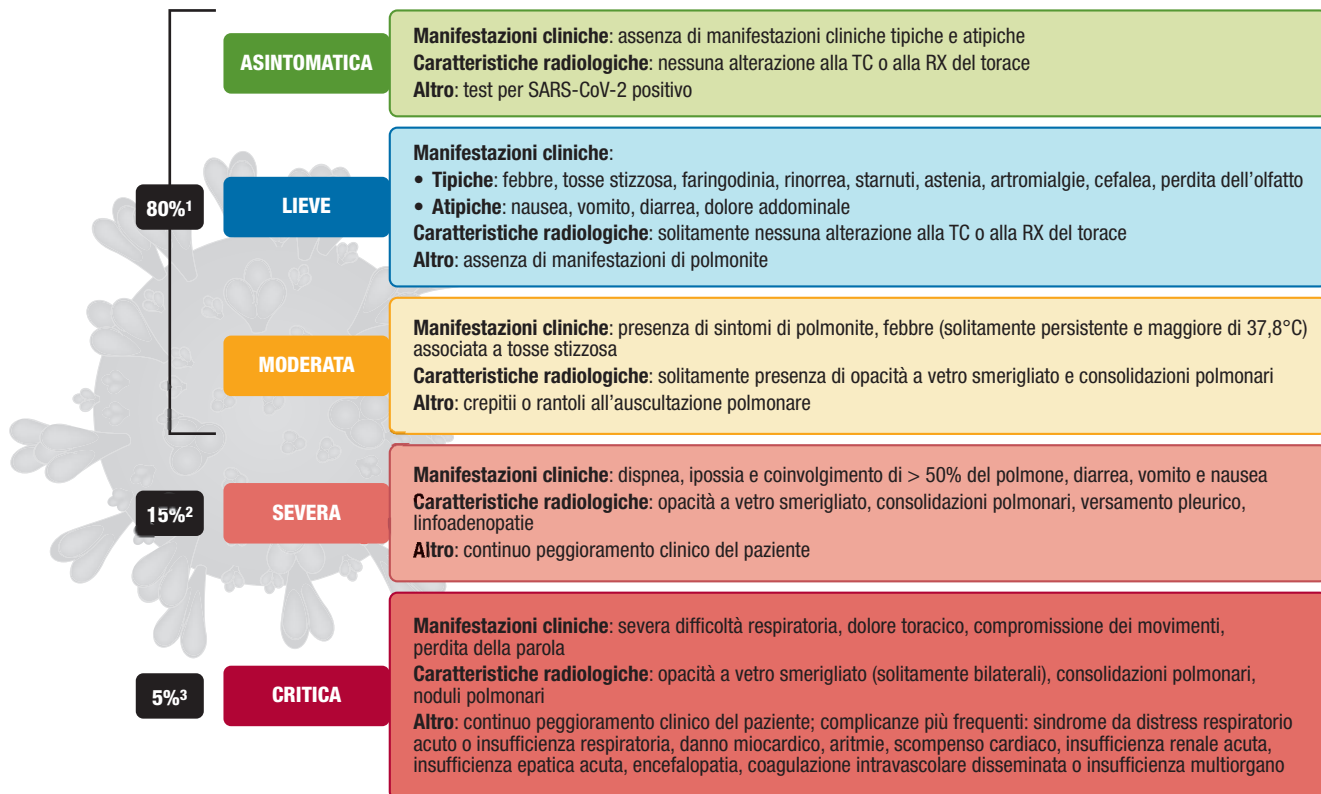 ASINTOMATICA
Manifestazioni cliniche: assenza di manifestazioni cliniche tipiche e atipiche
Caratteristiche radiologiche: nessuna alterazione alla TC o alla RX del torace
Altro: test per SARS-CoV-2 positivo
80%¹
LIEVE
Manifestazioni cliniche:
• Tipiche: febbre, tosse stizzosa, faringodinia, rinorrea, starnuti, astenia, artromialgie, cefalea, perdita dell'olfatto
• Atipiche: nausea, vomito, diarrea, dolore addominale
Caratteristiche radiologiche: solitamente nessuna alterazione alla TC o alla RX del torace
Altro: assenza di manifestazioni di polmonite
MODERATA
Manifestazioni cliniche: presenza di sintomi di polmonite, febbre (solitamente persistente e maggiore di 37,8°C)
associata a tosse stizzosa
Caratteristiche radiologiche: solitamente presenza di opacità a vetro smerigliato e consolidazioni polmonari
Altro: crepitii o rantoli all'auscultazione polmonare
15%²
SEVERA
Manifestazioni cliniche: dispnea, ipossia e coinvolgimento di > 50% del polmone, diarrea, vomito e nausea
Caratteristiche radiologiche: opacità a vetro smerigliato, consolidazioni polmonari, versamento pleurico,
linfoadenopatie
Altro: continuo peggioramento clinico del paziente
5%³
CRITICA
Manifestazioni cliniche: severa difficoltà respiratoria, dolore toracico, compromissione dei movimenti,
perdita della parola
Caratteristiche radiologiche: opacità a vetro smerigliato (solitamente bilaterali), consolidazioni polmonari,
noduli polmonari
Altro: continuo peggioramento clinico del paziente; complicanze più frequenti: sindrome da distress respiratorio
acuto o insufficienza respiratoria, danno miocardico, aritmie, scompenso cardiaco, insufficienza renale acuta,
insufficienza epatica acuta, encefalopatia, coagulazione intravascolare disseminata o insufficienza multiorgano